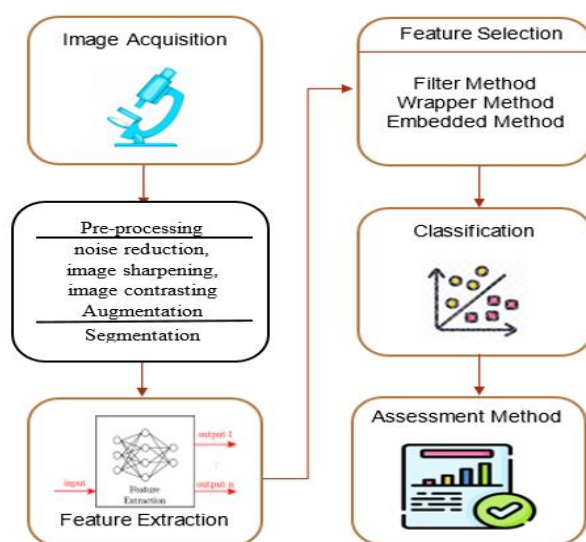 Image Acquisition
Pre-processing
noise reduction,
image sharpening,
image contrasting
Augmentation
Segmentation
input
output 1
output n
Feature
Extraction
Feature Extraction
Feature Selection
Filter Method
Wrapper Method
Embedded Method
Classification
Assessment Method